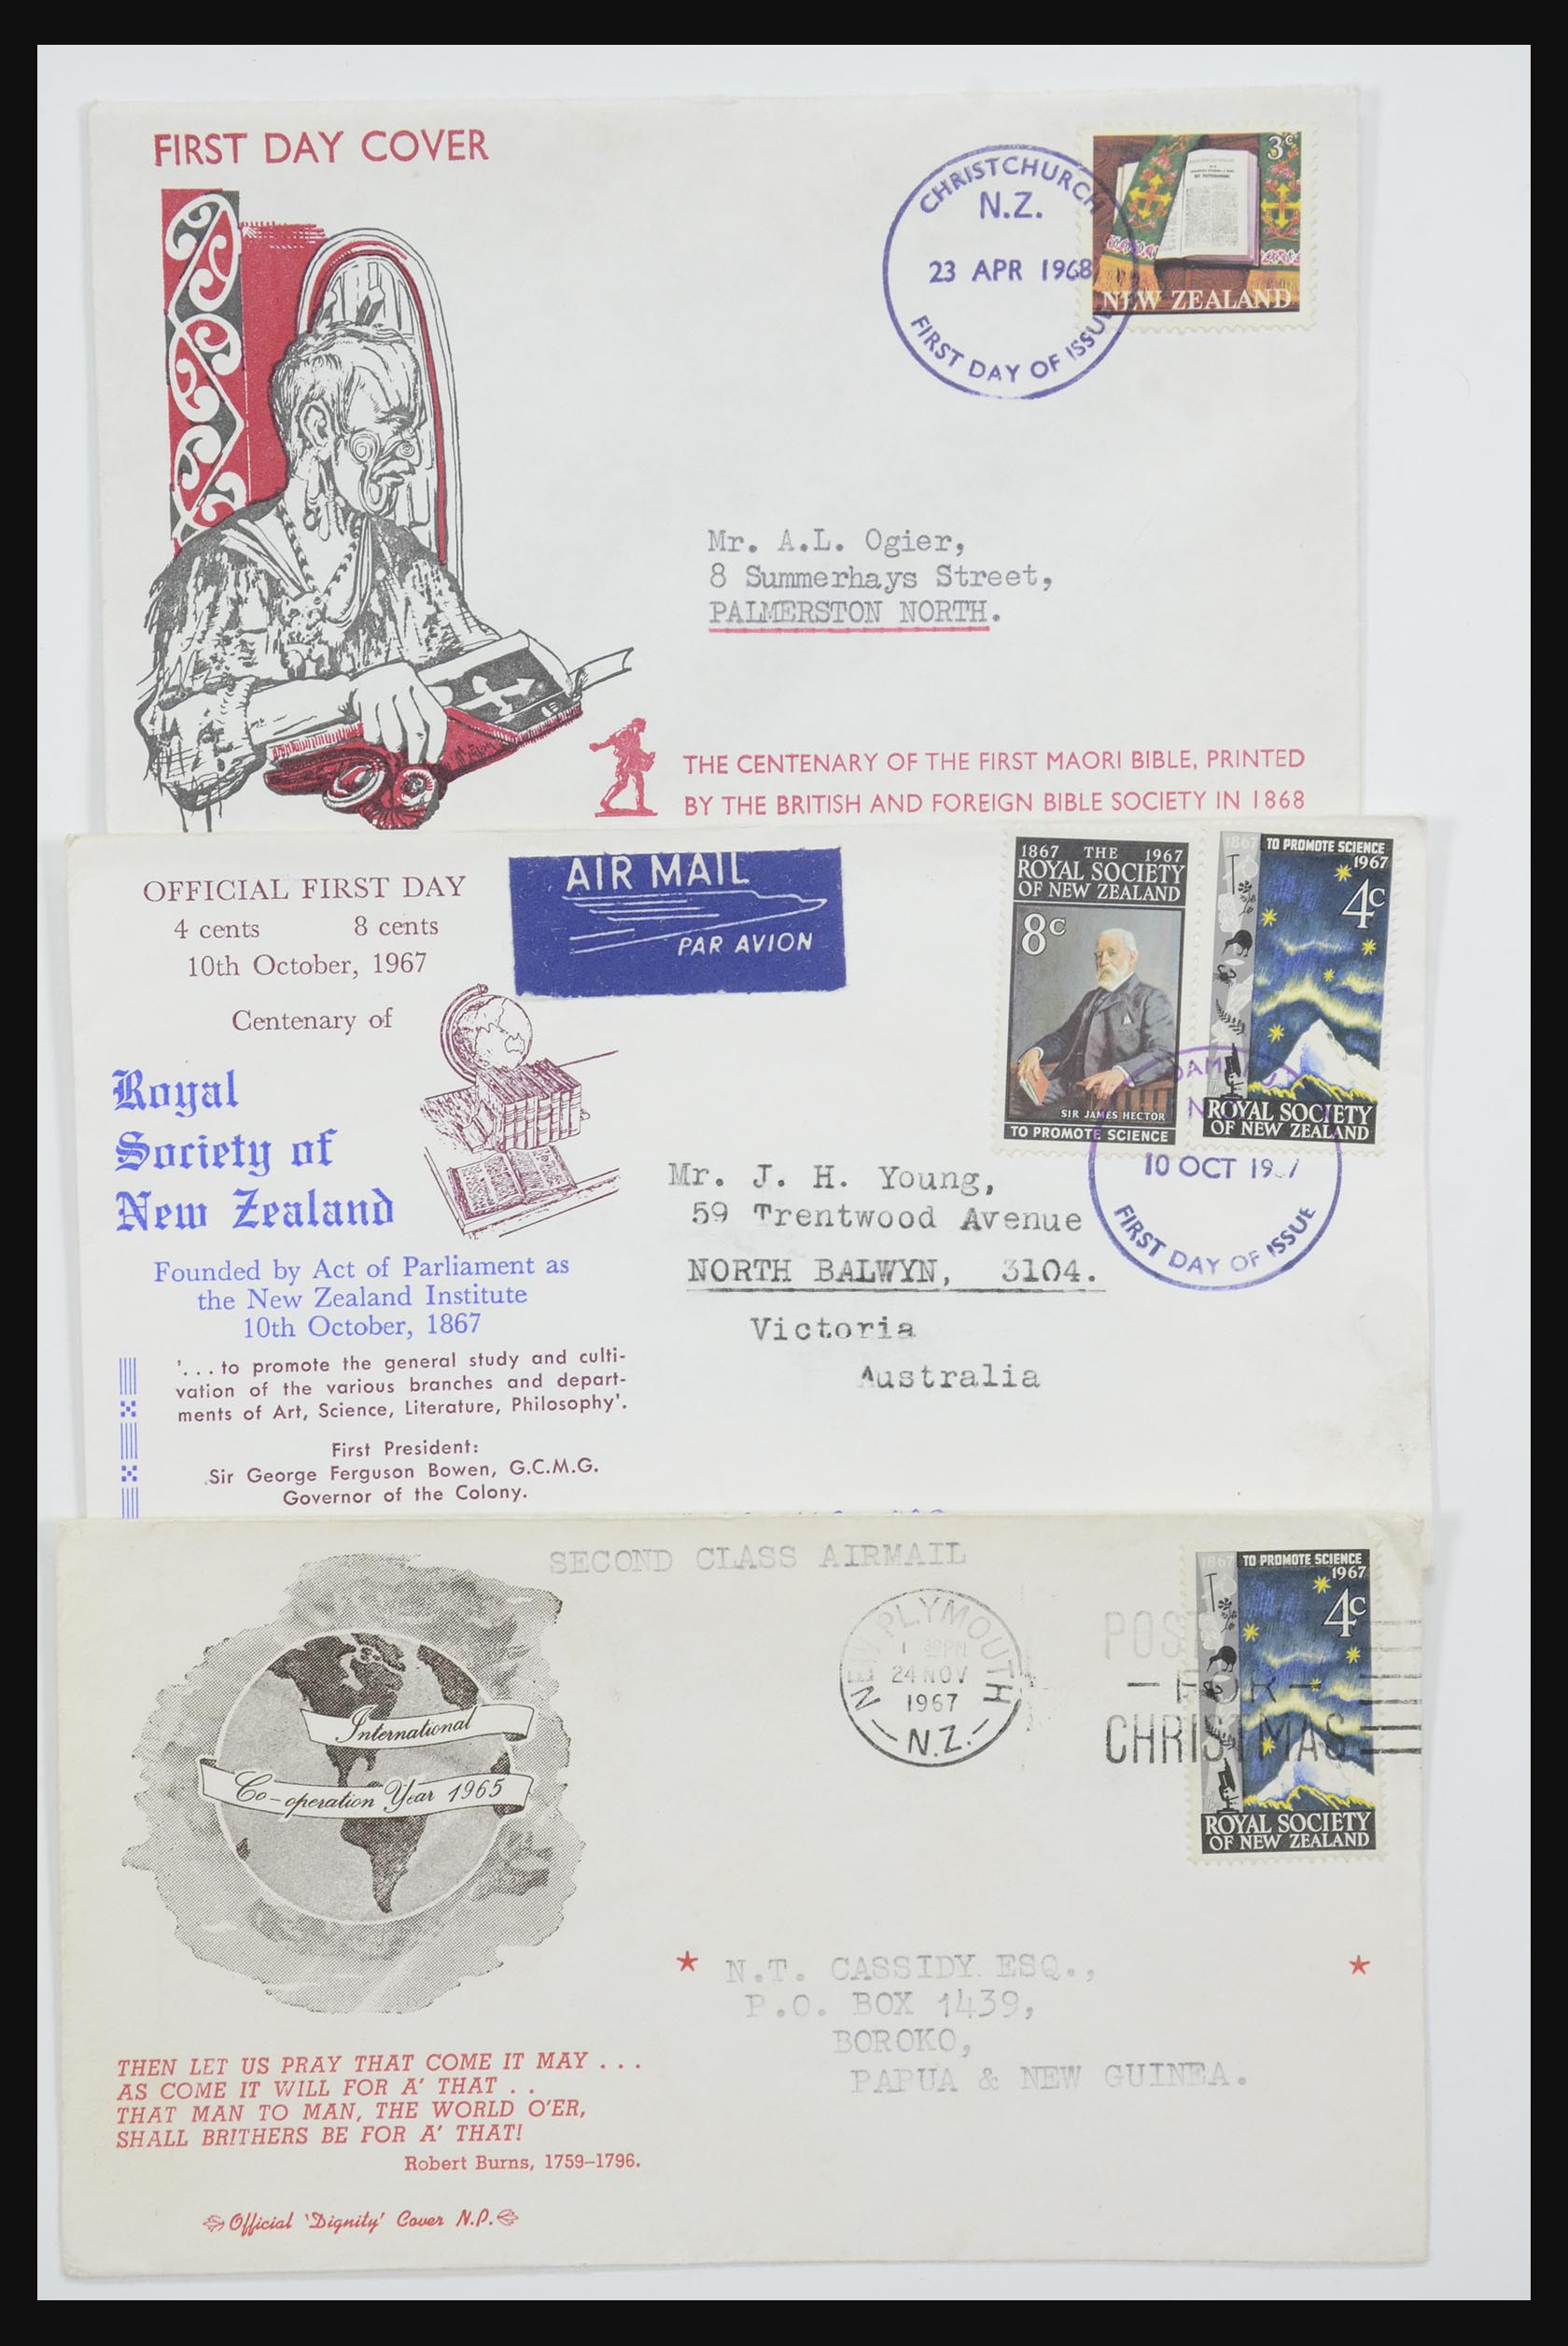 FIRST DAY COVER
CHRISTCHURCH
N.Z.
23 APR 1968
FIRST DAY OF ISSUE
3c
NEW ZEALAND
Mr. A.L. Ogier,
8 Summerhays Street,
PALMERSTON NORTH.
THE CENTENARY OF THE FIRST MAORI BIBLE, PRINTED
BY THE BRITISH AND FOREIGN BIBLE SOCIETY IN 1868
OFFICIAL FIRST DAY
4 cents 8 cents
10th October, 1967
Centenary of
Royal
Society of
New Zealand
Founded by Act of Parliament as
the New Zealand Institute
10th October, 1867
'...to promote the general study and culti-
vation of the various branches and depart-
ments of Art, Science, Literature, Philosophy'.
First President:
Sir George Ferguson Bowen, G.C.M.G.
Governor of the Colony.
AIR MAIL
PAR AVION
1867 THE 1967
ROYAL SOCIETY
OF NEW ZEALAND
8c
SIR JAMES HECTOR
TO PROMOTE SCIENCE
1867 TO PROMOTE SCIENCE
1967
4c
ROYAL SOCIETY
OF NEW ZEALAND
10 OCT
FIRST DAY OF ISSUE
Mr. J. H. Young,
59 Trentwood Avenue
NORTH BALWYN, 3104.
Victoria
Australia
SECOND CLASS AIRMAIL
NEW PLYMOUTH
24 NOV
1967
N.Z.
POST
- FOR -
CHRISTMAS
1867 TO PROMOTE SCIENCE
1967
4c
ROYAL SOCIETY
OF NEW ZEALAND
International
Co-operation Year 1965
N.T. CASSIDY ESQ.,
P.O. BOX 1439,
BOROKO,
PAPUA & NEW GUINEA.
THEN LET US PRAY THAT COME IT MAY ...
AS COME IT WILL FOR A' THAT ..
THAT MAN TO MAN, THE WORLD O'ER,
SHALL BRITHERS BE FOR A' THAT!
Robert Burns, 1759–1796.
Official 'Dignity' Cover N.P.